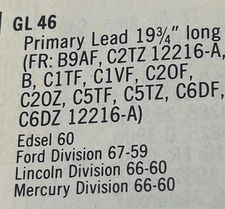 GL 46
Primary Lead 19¾" long
(FR: B9AF, C2TZ 12216-A,
B, C1TF, C1VF, C2OF,
C2OZ, C5TF, C5TZ, C6DF,
C6DZ 12216-A)
Edsel 60
Ford Division 67-59
Lincoln Division 66-60
Mercury Division 66-60